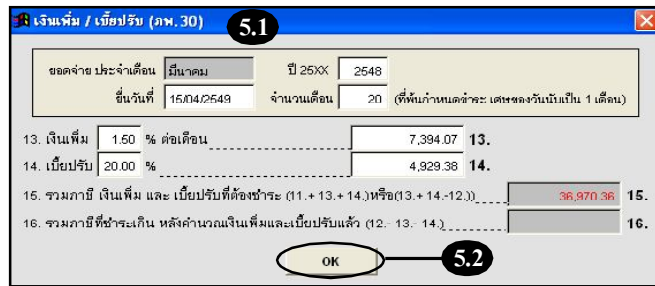 เงินเพิ่ม / เบี้ยปรับ (ภพ.30)
5.1
ยอดจ่าย ประจำเดือน มีนาคม ปี 25XX 2548
ยื่นวันที่ 15/04/2549 จำนวนเดือน 20 (ที่พ้นกำหนดชำระ เศษของวันนับเป็น 1 เดือน)
13. เงินเพิ่ม 1.50 % ต่อเดือน 7,394.07 13.
14. เบี้ยปรับ 20.00 % 4,929.38 14.
15. รวมภาษี เงินเพิ่ม และ เบี้ยปรับที่ต้องชำระ (11.+ 13.+ 14.)หรือ(13.+ 14.-12.)) 36,970.36 15.
16. รวมภาษีที่ชำระเกิน หลังคำนวณเงินเพิ่มและเบี้ยปรับแล้ว (12.- 13.- 14.) 16.
OK 5.2